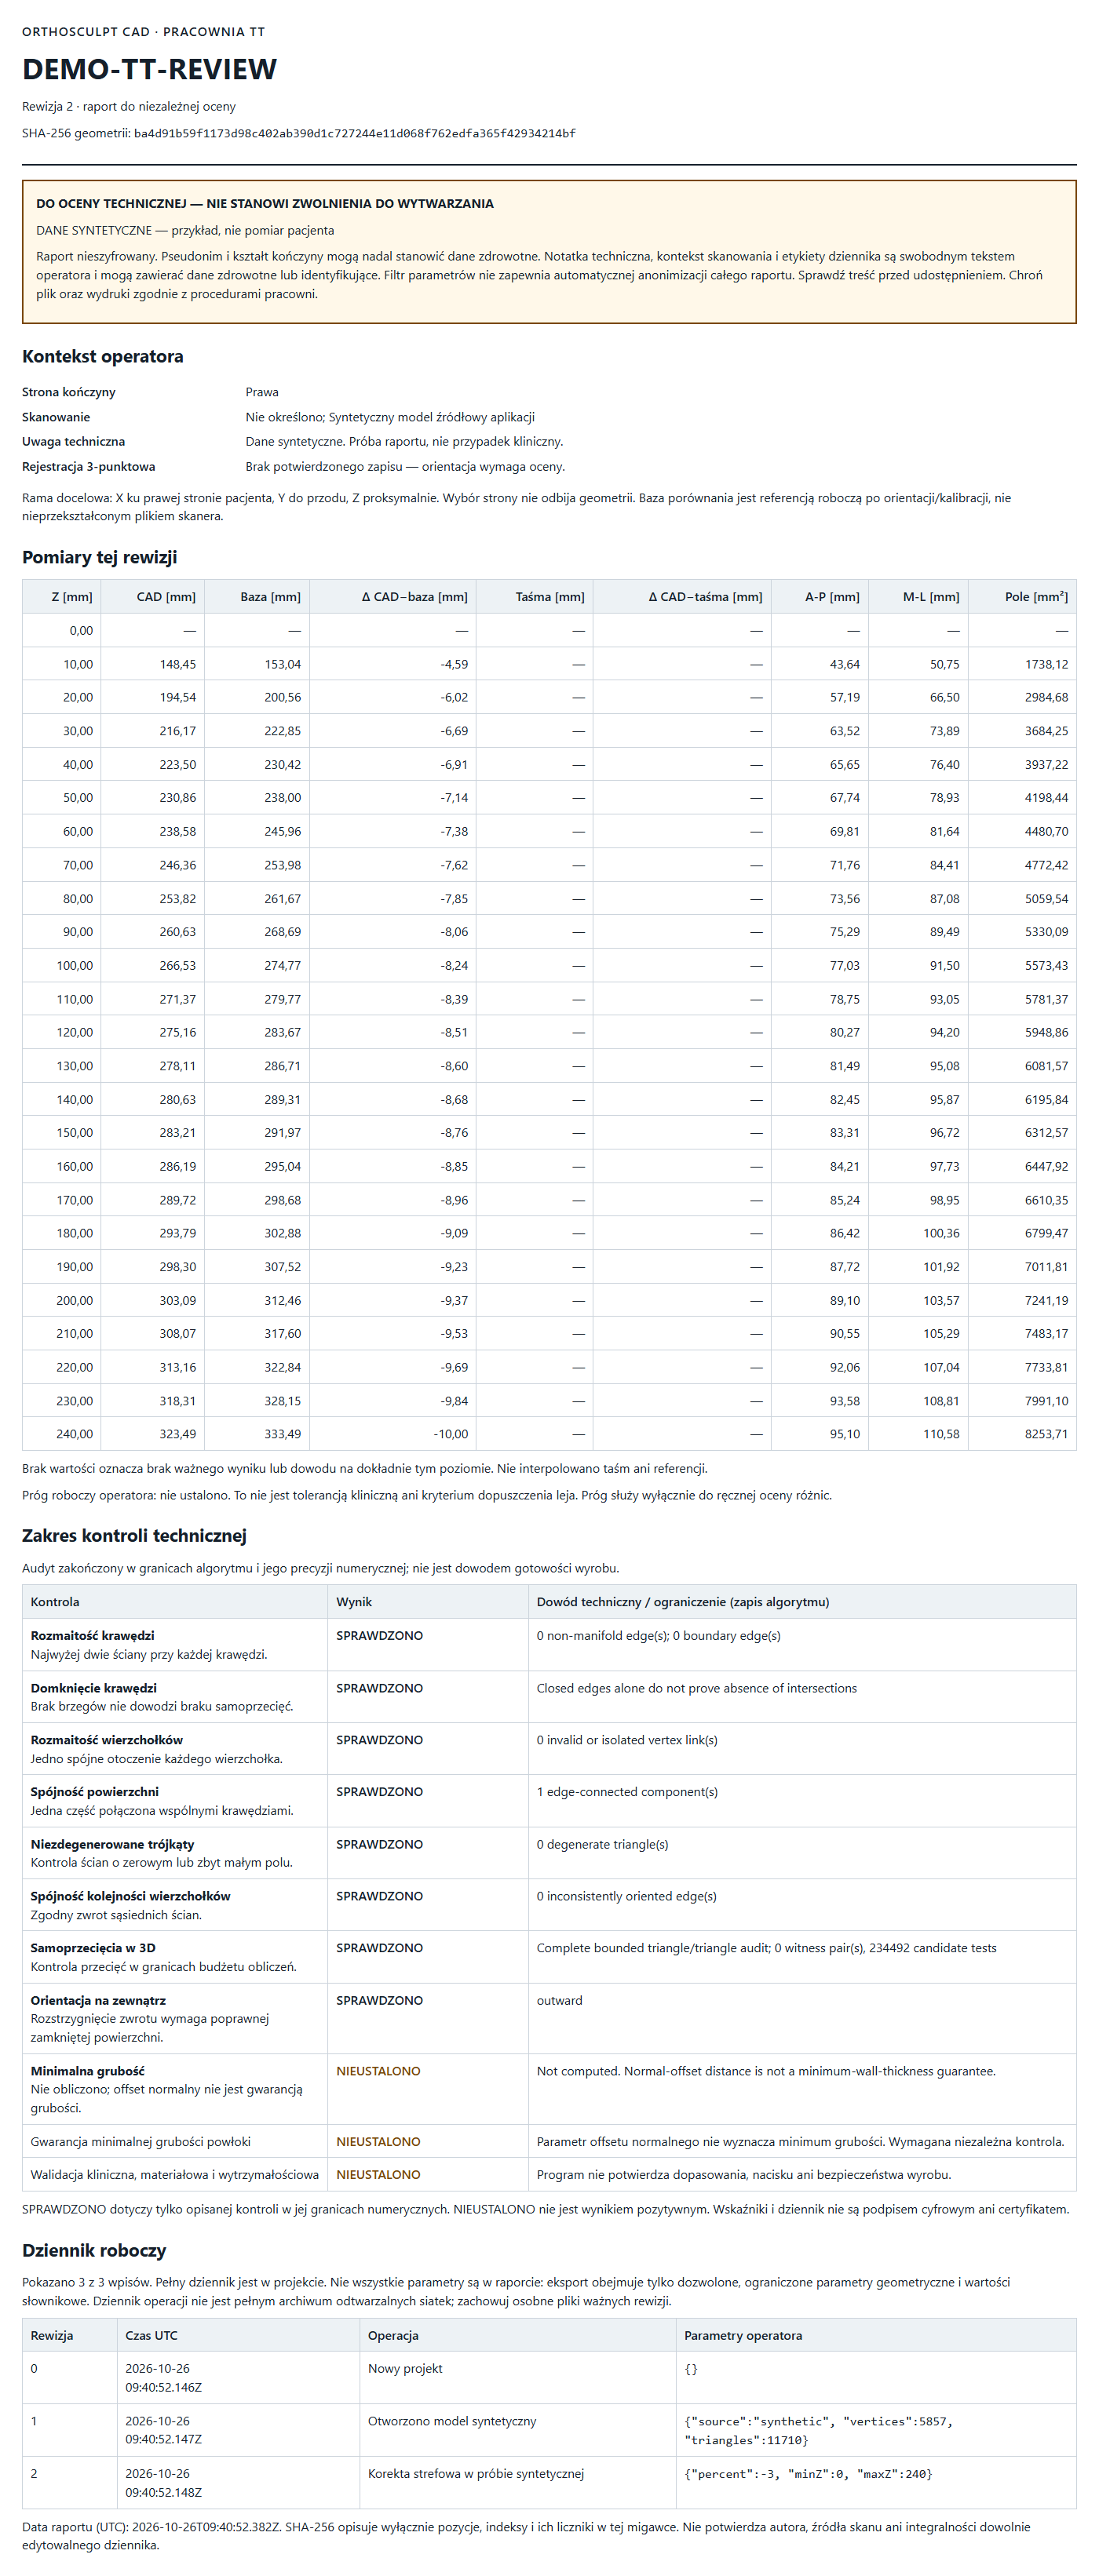 ORTHOSCULPT CAD · PRACOWNIA TT
DEMO-TT-REVIEW
Rewizja 2 · raport do niezależnej oceny
SHA-256 geometrii: ba4d91b59f1173d98c402ab390d1c727244e11d068f762edfa365f42934214bf
DO OCENY TECHNICZNEJ — NIE STANOWI ZWOLNIENIA DO WYTWARZANIA
DANE SYNTETYCZNE — przykład, nie pomiar pacjenta
Raport nieszyfrowany. Pseudonim i kształt kończyny mogą nadal stanowić dane zdrowotne. Notatka techniczna, kontekst skanowania i etykiety dziennika są swobodnym tekstem
operatora i mogą zawierać dane zdrowotne lub identyfikujące. Filtr parametrów nie zapewnia automatycznej anonimizacji całego raportu. Sprawdź treść przed udostępnieniem. Chroń
plik oraz wydruki zgodnie z procedurami pracowni.
Kontekst operatora
Strona kończyny Prawa
Skanowanie Nie określono; Syntetyczny model źródłowy aplikacji
Uwaga techniczna Dane syntetyczne. Próba raportu, nie przypadek kliniczny.
Rejestracja 3-punktowa Brak potwierdzonego zapisu — orientacja wymaga oceny.
Rama docelowa: X ku prawej stronie pacjenta, Y do przodu, Z proksymalnie. Wybór strony nie odbija geometrii. Baza porównania jest referencją roboczą po orientacji/kalibracji, nie
nieprzekształconym plikiem skanera.
Pomiary tej rewizji
Z [mm] CAD [mm] Baza [mm] Δ CAD−baza [mm] Taśma [mm] Δ CAD−taśma [mm] A-P [mm] M-L [mm] Pole [mm²]
0,00 — — — — — — — —
10,00 148,45 153,04 -4,59 — — 43,64 50,75 1738,12
20,00 194,54 200,56 -6,02 — — 57,19 66,50 2984,68
30,00 216,17 222,85 -6,69 — — 63,52 73,89 3684,25
40,00 223,50 230,42 -6,91 — — 65,65 76,40 3937,22
50,00 230,86 238,00 -7,14 — — 67,74 78,93 4198,44
60,00 238,58 245,96 -7,38 — — 69,81 81,64 4480,70
70,00 246,36 253,98 -7,62 — — 71,76 84,41 4772,42
80,00 253,82 261,67 -7,85 — — 73,56 87,08 5059,54
90,00 260,63 268,69 -8,06 — — 75,29 89,49 5330,09
100,00 266,53 274,77 -8,24 — — 77,03 91,50 5573,43
110,00 271,37 279,77 -8,39 — — 78,75 93,05 5781,37
120,00 275,16 283,67 -8,51 — — 80,27 94,20 5948,86
130,00 278,11 286,71 -8,60 — — 81,49 95,08 6081,57
140,00 280,63 289,31 -8,68 — — 82,45 95,87 6195,84
150,00 283,21 291,97 -8,76 — — 83,31 96,72 6312,57
160,00 286,19 295,04 -8,85 — — 84,21 97,73 6447,92
170,00 289,72 298,68 -8,96 — — 85,24 98,95 6610,35
180,00 293,79 302,88 -9,09 — — 86,42 100,36 6799,47
190,00 298,30 307,52 -9,23 — — 87,72 101,92 7011,81
200,00 303,09 312,46 -9,37 — — 89,10 103,57 7241,19
210,00 308,07 317,60 -9,53 — — 90,55 105,29 7483,17
220,00 313,16 322,84 -9,69 — — 92,06 107,04 7733,81
230,00 318,31 328,15 -9,84 — — 93,58 108,81 7991,10
240,00 323,49 333,49 -10,00 — — 95,10 110,58 8253,71
Brak wartości oznacza brak ważnego wyniku lub dowodu na dokładnie tym poziomie. Nie interpolowano taśm ani referencji.
Próg roboczy operatora: nie ustalono. To nie jest tolerancją kliniczną ani kryterium dopuszczenia leja. Próg służy wyłącznie do ręcznej oceny różnic.
Zakres kontroli technicznej
Audyt zakończony w granicach algorytmu i jego precyzji numerycznej; nie jest dowodem gotowości wyrobu.
Kontrola Wynik Dowód techniczny / ograniczenie (zapis algorytmu)
Rozmaitość krawędzi SPRAWDZONO 0 non-manifold edge(s); 0 boundary edge(s)
Najwyżej dwie ściany przy każdej krawędzi.
Domknięcie krawędzi SPRAWDZONO Closed edges alone do not prove absence of intersections
Brak brzegów nie dowodzi braku samoprzecięć.
Rozmaitość wierzchołków SPRAWDZONO 0 invalid or isolated vertex link(s)
Jedno spójne otoczenie każdego wierzchołka.
Spójność powierzchni SPRAWDZONO 1 edge-connected component(s)
Jedna część połączona wspólnymi krawędziami.
Niezdegenerowane trójkąty SPRAWDZONO 0 degenerate triangle(s)
Kontrola ścian o zerowym lub zbyt małym polu.
Spójność kolejności wierzchołków SPRAWDZONO 0 inconsistently oriented edge(s)
Zgodny zwrot sąsiednich ścian.
Samoprzecięcia w 3D SPRAWDZONO Complete bounded triangle/triangle audit; 0 witness pair(s), 234492 candidate tests
Kontrola przecięć w granicach budżetu obliczeń.
Orientacja na zewnątrz SPRAWDZONO outward
Rozstrzygnięcie zwrotu wymaga poprawnej
zamkniętej powierzchni.
Minimalna grubość NIEUSTALONO Not computed. Normal-offset distance is not a minimum-wall-thickness guarantee.
Nie obliczono; offset normalny nie jest gwarancją
grubości.
Gwarancja minimalnej grubości powłoki NIEUSTALONO Parametr offsetu normalnego nie wyznacza minimum grubości. Wymagana niezależna kontrola.
Walidacja kliniczna, materiałowa i wytrzymałościowa NIEUSTALONO Program nie potwierdza dopasowania, nacisku ani bezpieczeństwa wyrobu.
SPRAWDZONO dotyczy tylko opisanej kontroli w jej granicach numerycznych. NIEUSTALONO nie jest wynikiem pozytywnym. Wskaźniki i dziennik nie są podpisem cyfrowym ani certyfikatem.
Dziennik roboczy
Pokazano 3 z 3 wpisów. Pełny dziennik jest w projekcie. Nie wszystkie parametry są w raporcie: eksport obejmuje tylko dozwolone, ograniczone parametry geometryczne i wartości
słownikowe. Dziennik operacji nie jest pełnym archiwum odtwarzalnych siatek; zachowuj osobne pliki ważnych rewizji.
Rewizja Czas UTC Operacja Parametry operatora
0 2026-10-26 Nowy projekt {}
09:40:52.146Z
1 2026-10-26 Otworzono model syntetyczny {"source":"synthetic", "vertices":5857,
09:40:52.147Z "triangles":11710}
2 2026-10-26 Korekta strefowa w próbie syntetycznej {"percent":-3, "minZ":0, "maxZ":240}
09:40:52.148Z
Data raportu (UTC): 2026-10-26T09:40:52.382Z. SHA-256 opisuje wyłącznie pozycje, indeksy i ich liczniki w tej migawce. Nie potwierdza autora, źródła skanu ani integralności dowolnie
edytowalnego dziennika.